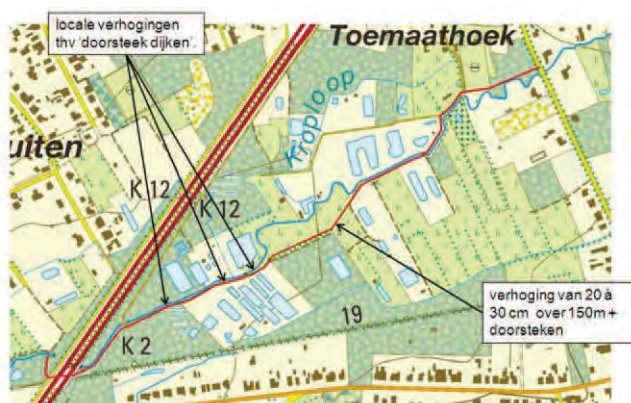 locale verhogingen
thv 'doorsteek dijken'.
Toemaathoek
Kroploop
uiten
K 12
K 12
verhoging van 20 à
30 cm over 150m +
doorsteken
19
K 2